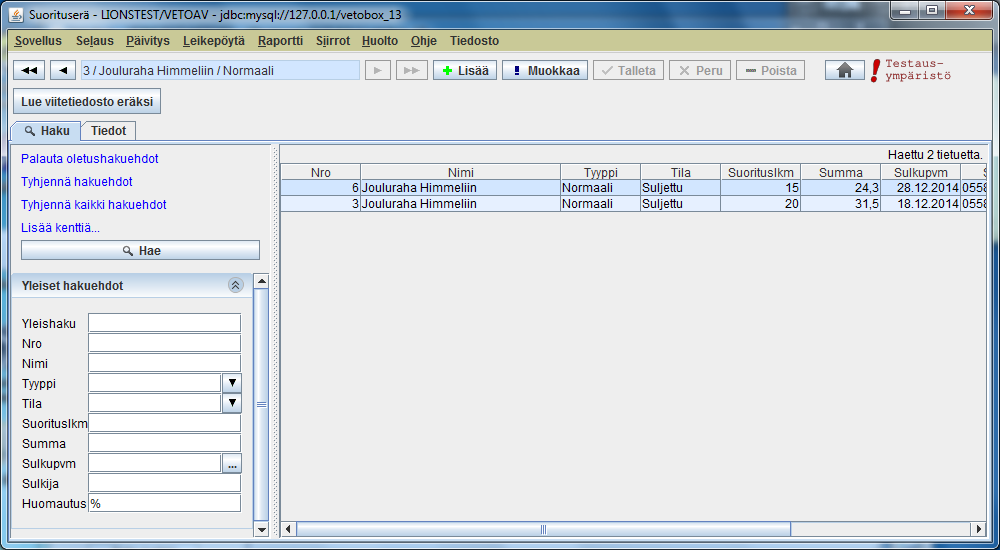 Suorituserä - LIONSTEST/VETOAV - jdbc:mysql://127.0.0.1/vetobox_13
Sovellus Selaus Päivitys Leikepöytä Raportti Siirrot Huolto Ohje Tiedosto
3 / Jouluraha Himmeliin / Normaali Lisää Muokkaa Talleta Peru Poista Testaus-
ympäristö
Lue viitetiedosto eräksi
Haku Tiedot
Haettu 2 tietuetta.
Palauta oletushakuehdot
Tyhjennä hakuehdot
Tyhjennä kaikki hakuehdot
Lisää kenttiä...
Hae
Yleiset hakuehdot
Yleishaku
Nro
Nimi
Tyyppi
Tila
Suorituslkm
Summa
Sulkupvm ...
Sulkija
Huomautus %
Nro Nimi Tyyppi Tila Suorituslkm Summa Sulkupvm S
6 Jouluraha Himmeliin Normaali Suljettu 15 24,3 28.12.2014 0558
3 Jouluraha Himmeliin Normaali Suljettu 20 31,5 18.12.2014 0558